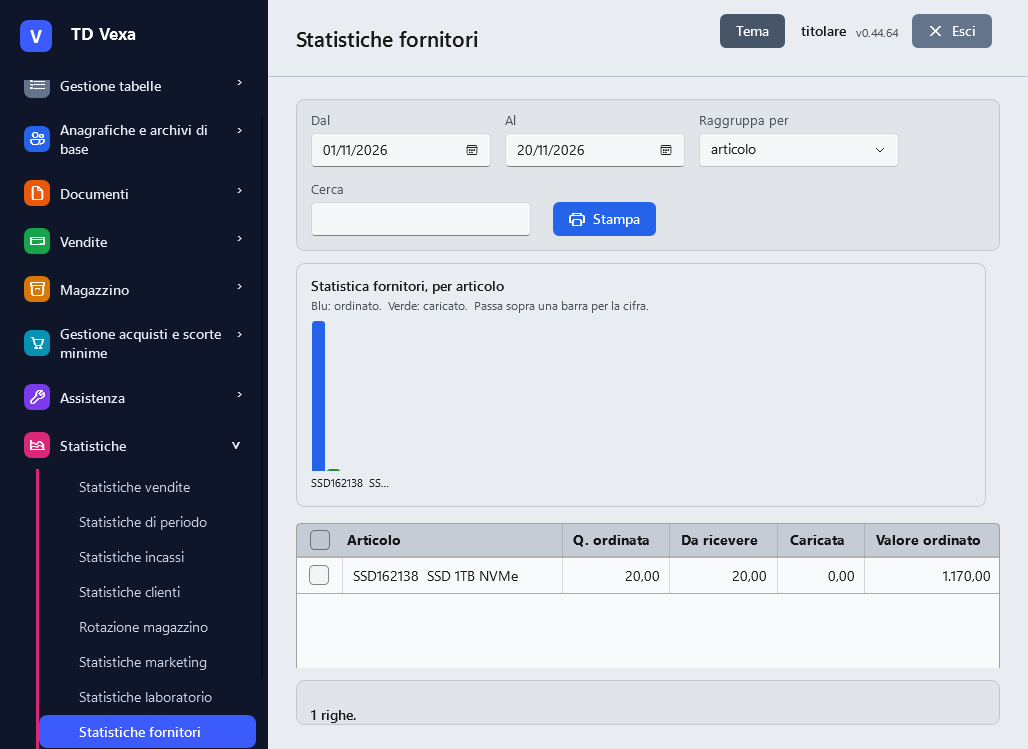 V TD Vexa
Gestione tabelle
Anagrafiche e archivi di
base
Documenti
Vendite
Magazzino
Gestione acquisti e scorte
minime
Assistenza
Statistiche
Statistiche vendite
Statistiche di periodo
Statistiche incassi
Statistiche clienti
Rotazione magazzino
Statistiche marketing
Statistiche laboratorio
Statistiche fornitori
Statistiche fornitori
Tema titolare v0.44.64 Esci
Dal Al Raggruppa per
01/11/2026 20/11/2026 articolo
Cerca
Stampa
Statistica fornitori, per articolo
Blu: ordinato. Verde: caricato. Passa sopra una barra per la cifra.
SSD162138 SS...
Articolo Q. ordinata Da ricevere Caricata Valore ordinato
SSD162138 SSD 1TB NVMe 20,00 20,00 0,00 1.170,00
1 righe.